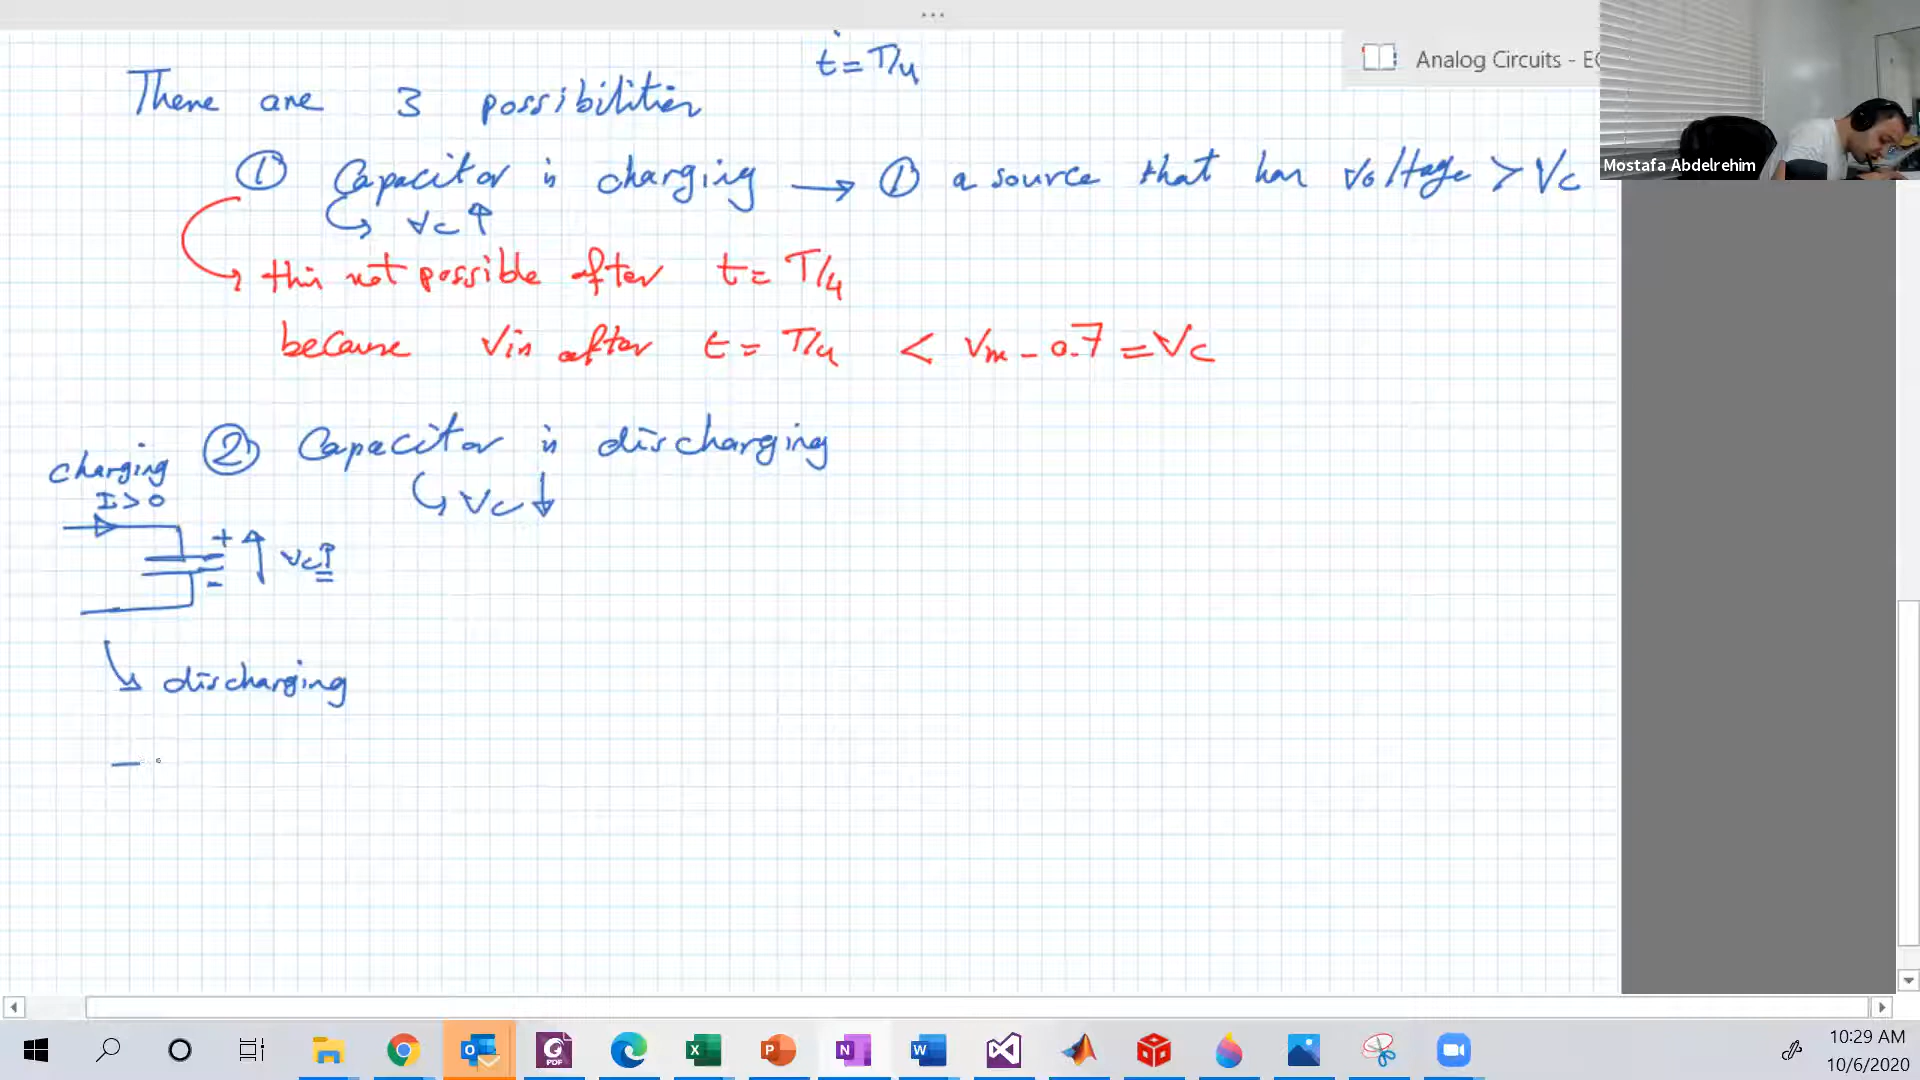 t = T/4
Analog Circuits - EC
There are 3 possibilities
① Capacitor is charging → ① a source that has voltage > Vc
Mostafa Abdelrehim
↳ Vc ↑
this not possible after t = T/4
because Vin after t = T/4 < Vm - 0.7 = Vc
② Capacitor is discharging
↳ Vc ↓
charging
I > 0
+ Vc ↑
-
discharging
10:29 AM
10/6/2020